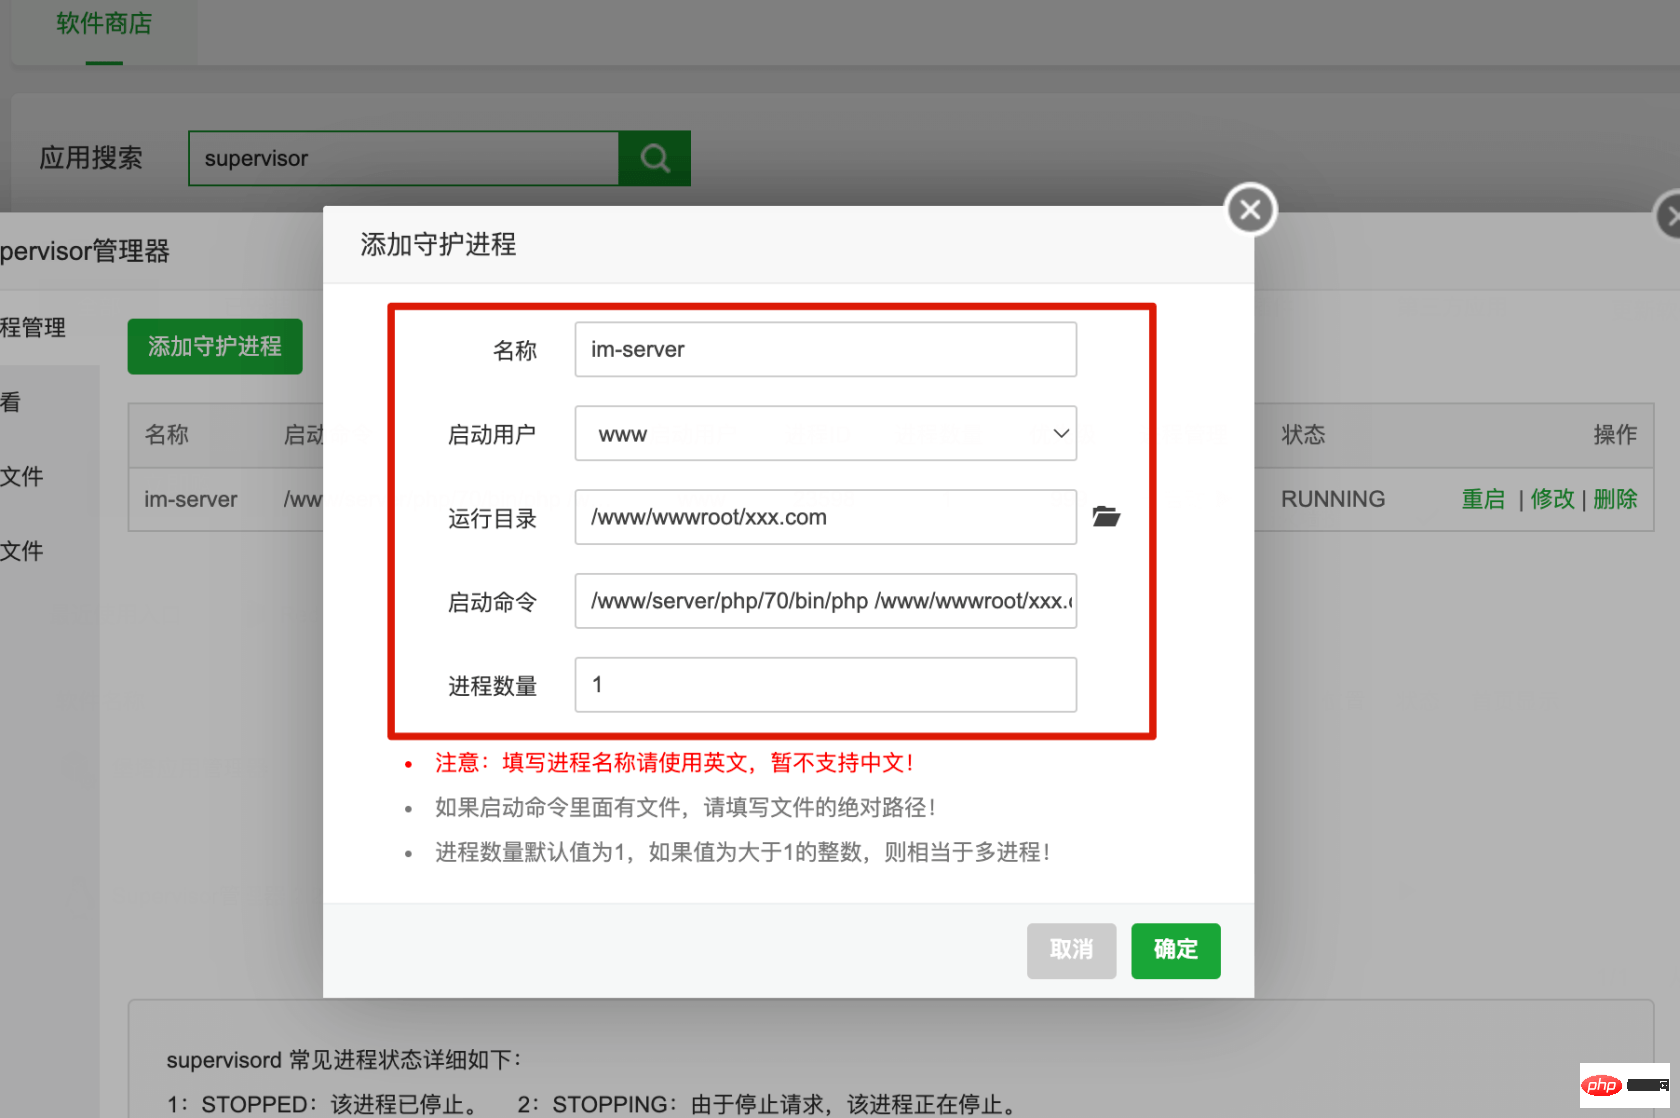 软件商店
应用搜索 supervisor
pervisor管理器
添加守护进程
程管理
添加守护进程
看
文件
文件
名称 启动 状态 操作
im-server /ww RUNNING 重启 | 修改 | 删除
名称 im-server
启动用户 www
运行目录 /www/wwwroot/xxx.com
启动命令 /www/server/php/70/bin/php /www/wwwroot/xxx.
进程数量 1
• 注意：填写进程名称请使用英文，暂不支持中文！
• 如果启动命令里面有文件，请填写文件的绝对路径！
• 进程数量默认值为1，如果值为大于1的整数，则相当于多进程！
取消 确定
supervisord 常见进程状态详细如下：
1：STOPPED：该进程已停止。 2：STOPPING：由于停止请求，该进程正在停止。
php